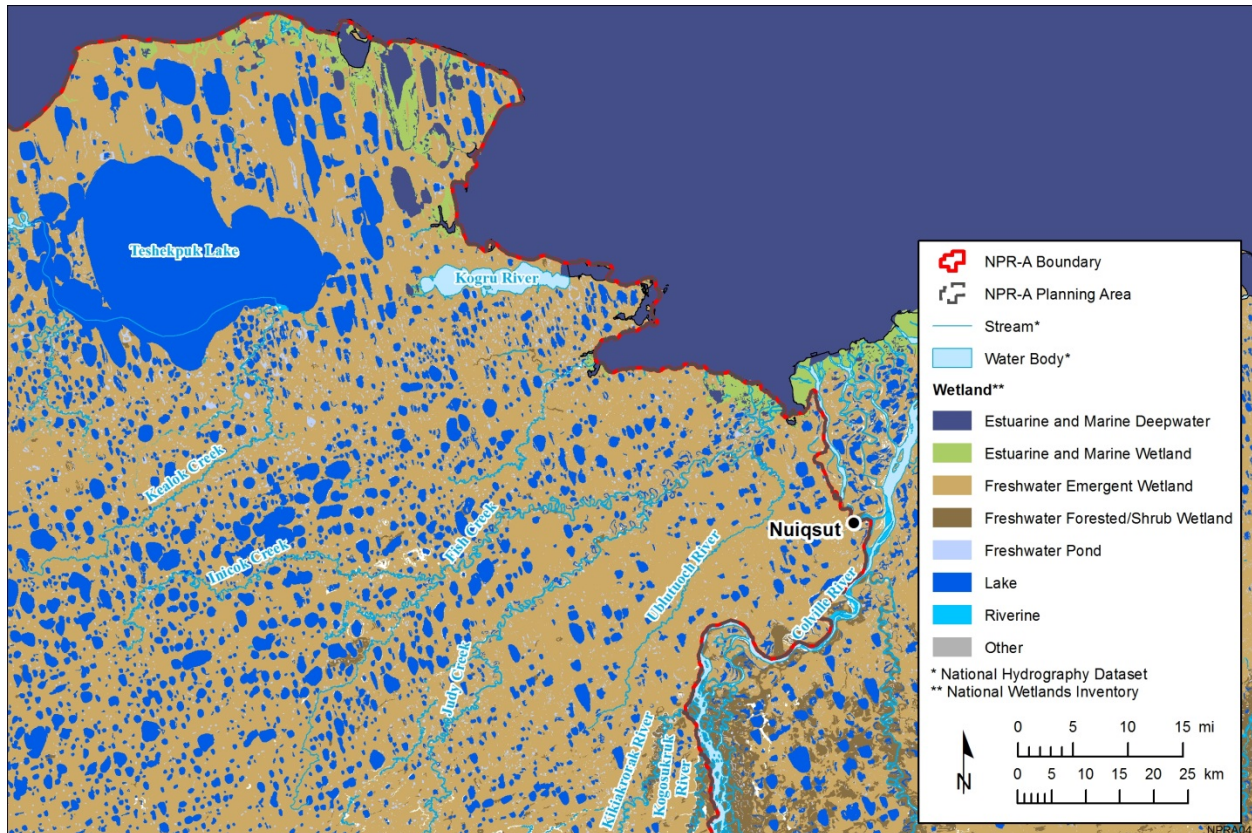 Teshekpuk Lake
Kogru River
Kealok Creek
Inicok Creek
Fish Creek
Judy Creek
Ublutuoch River
Nuiqsut
Colville River
Kikiakrorak River
Kogosukruk
River
NPR-A Boundary
NPR-A Planning Area
Stream*
Water Body*
Wetland**
Estuarine and Marine Deepwater
Estuarine and Marine Wetland
Freshwater Emergent Wetland
Freshwater Forested/Shrub Wetland
Freshwater Pond
Lake
Riverine
Other
* National Hydrography Dataset
** National Wetlands Inventory
0 5 10 15 mi
0 5 10 15 20 25 km
N